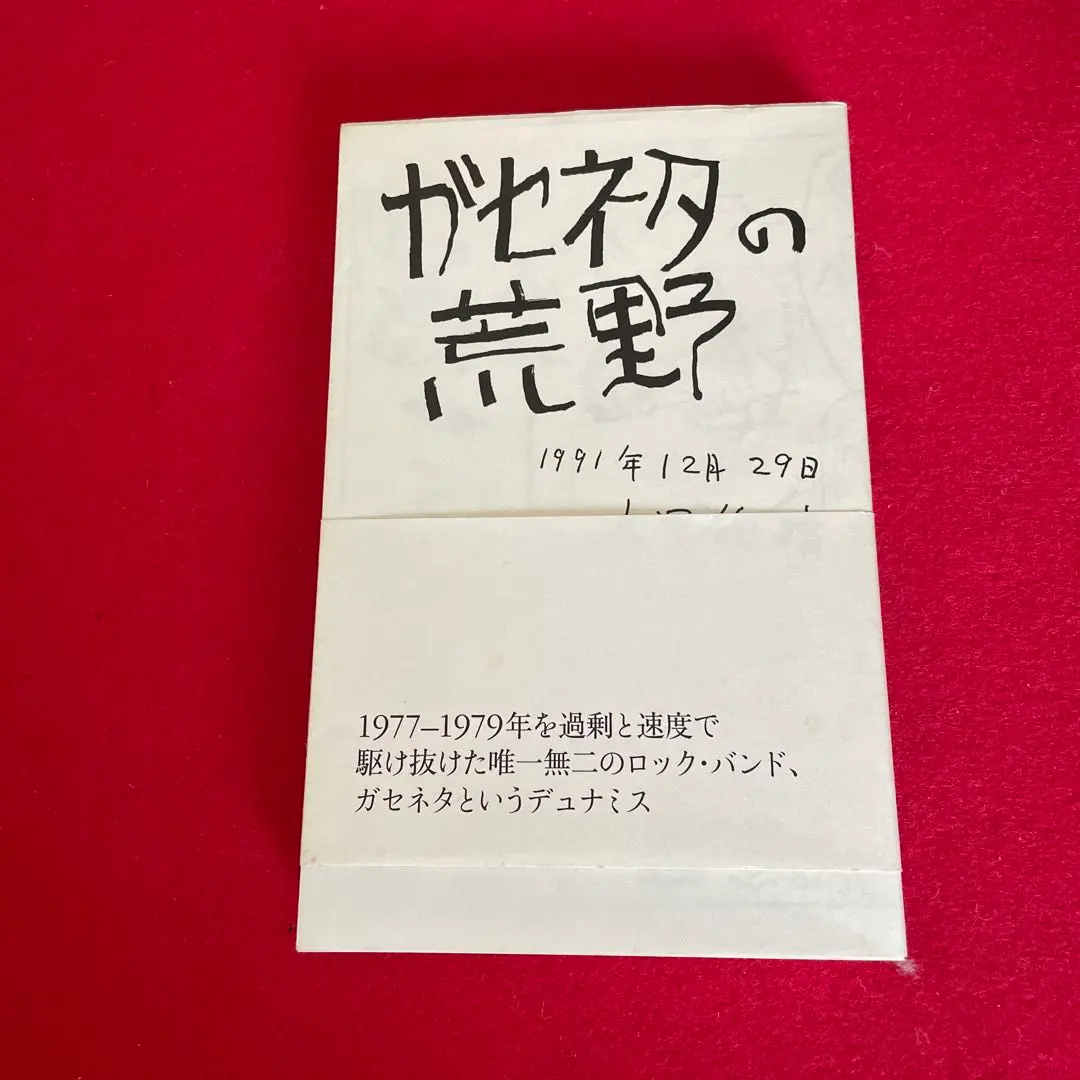 ガセネタの
荒野
1991年12月29日
1977–1979年を過剰と速度で
駆け抜けた唯一無二のロック・バンド、
ガセネタというデュナミス